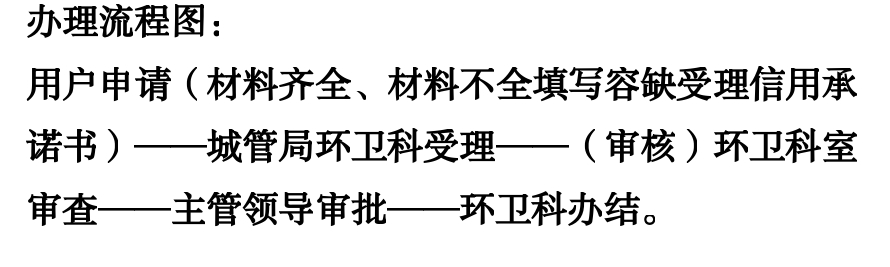 办理流程图：
用户申请（材料齐全、材料不全填写容缺受理信用承
诺书）——城管局环卫科受理——（审核）环卫科室
审查——主管领导审批——环卫科办结。